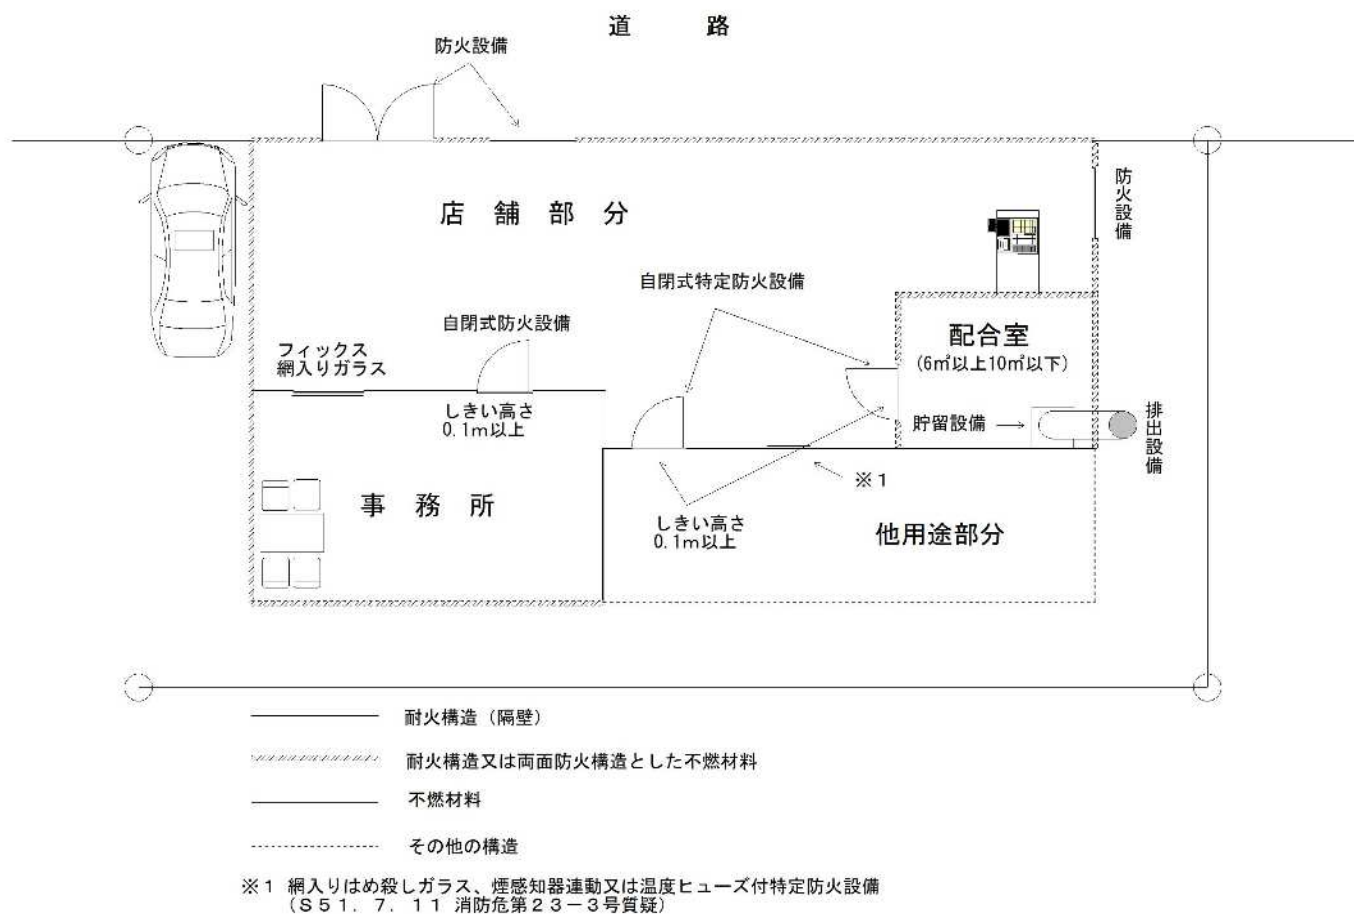 道　路
防火設備
防火設備
店舗部分
自閉式特定防火設備
自閉式防火設備
配合室
(6㎡以上10㎡以下)
フィックス
網入りガラス
しきい高さ
0.1m以上
貯留設備
排出設備
※1
事務所
しきい高さ
0.1m以上
他用途部分
耐火構造（隔壁）
耐火構造又は両面防火構造とした不燃材料
不燃材料
その他の構造
※１ 網入りはめ殺しガラス、煙感知器連動又は温度ヒューズ付特定防火設備
（Ｓ５１．７．１１ 消防危第２３－３号質疑）